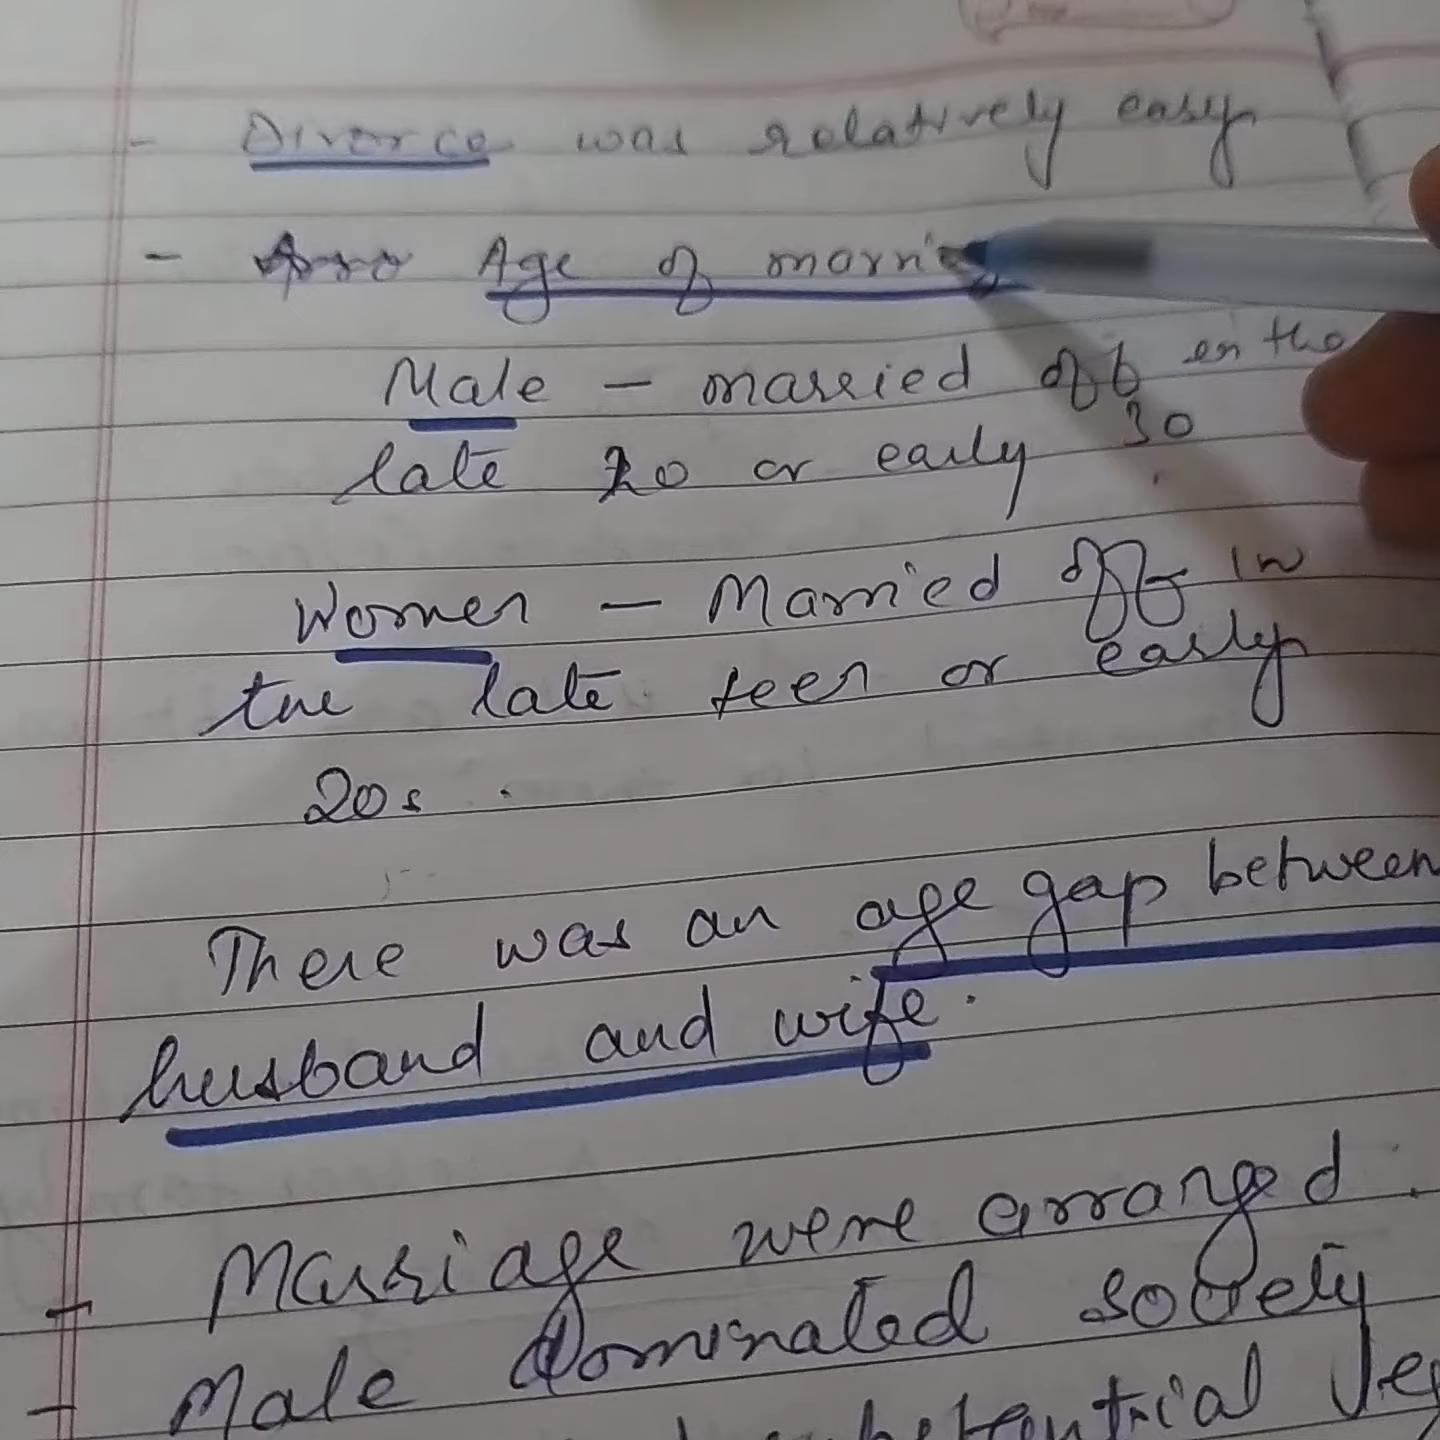 - Divorce was relatively easy
- Age of marri
Male - married off in the
late 20 or early 30
Women - Married off in
the late teen or early
20s.
There was an age gap between
husband and wife.
- Marriage were arranged.
- Male dominated society